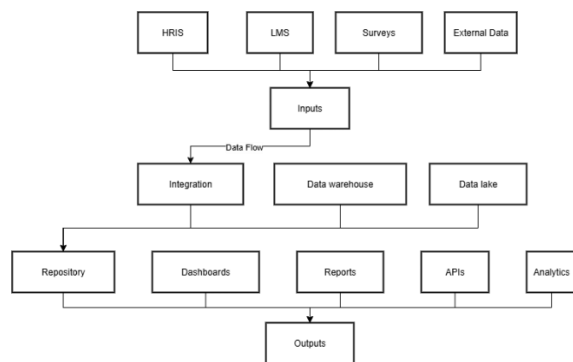 HRIS
LMS
Surveys
External Data
Inputs
Data Flow
Integration
Data warehouse
Data lake
Repository
Dashboards
Reports
APIs
Analytics
Outputs